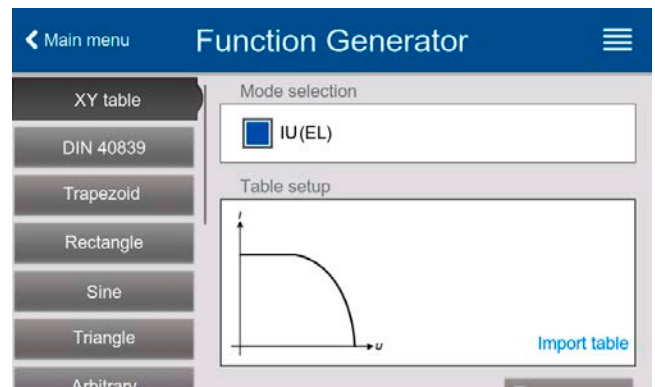 Main menu
Function Generator
XY table
DIN 40839
Trapezoid
Rectangle
Sine
Triangle
Arbitrary
Mode selection
IU(EL)
Table setup
I
U
Import table